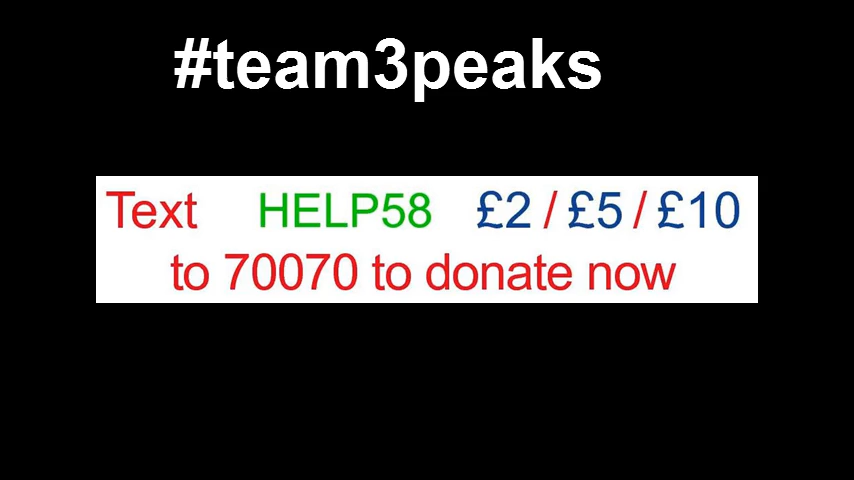 #team3peaks
Text HELP58 £2 / £5 / £10
to 70070 to donate now